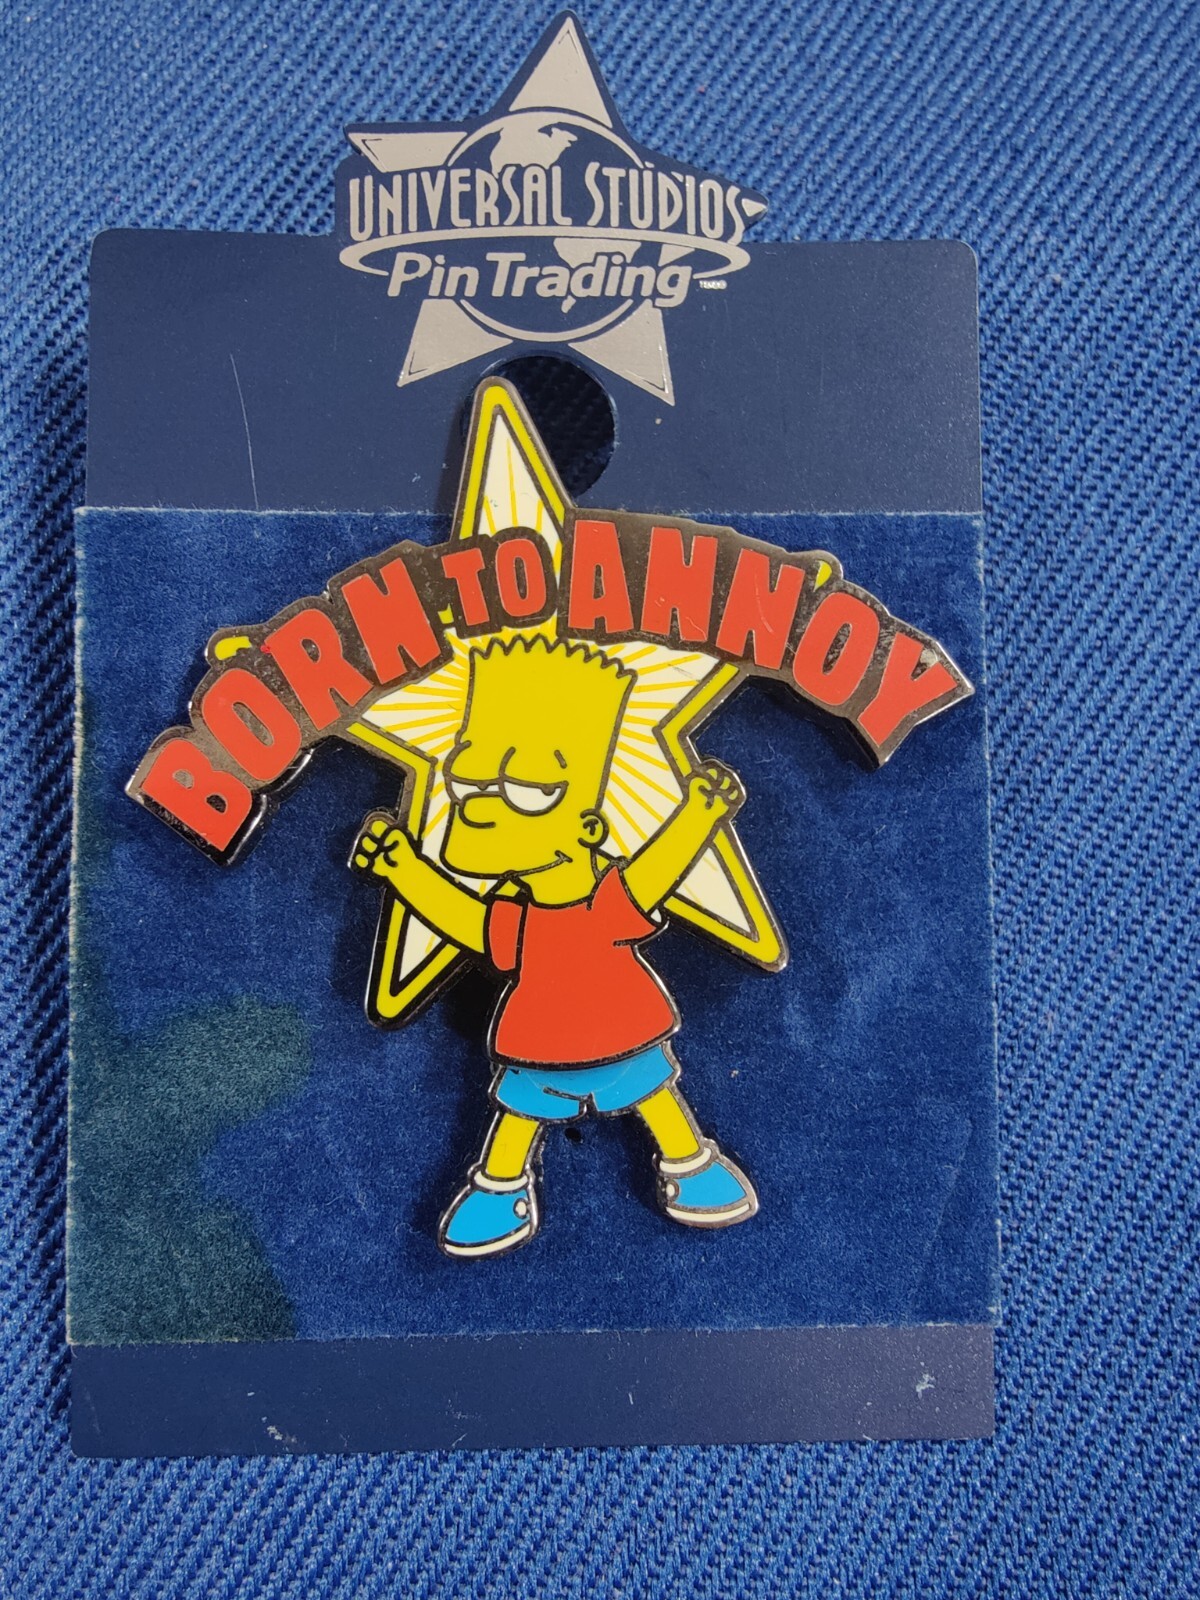 UNIVERSAL STUDIOS
Pin Trading
BORN TO ANNOY